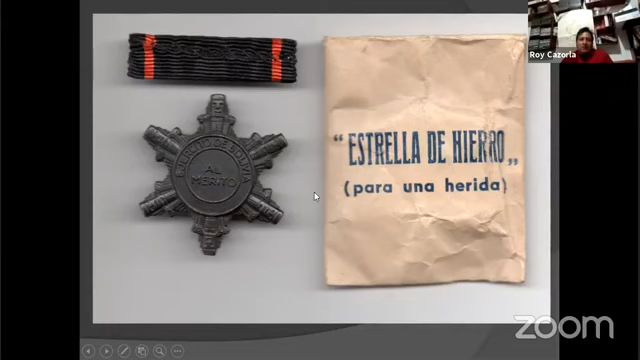 EJERCITO DE BOLIVIA
AL
MERITO
“ESTRELLA DE HIERRO„
(para una herida)
Roy Cazorla
zoom